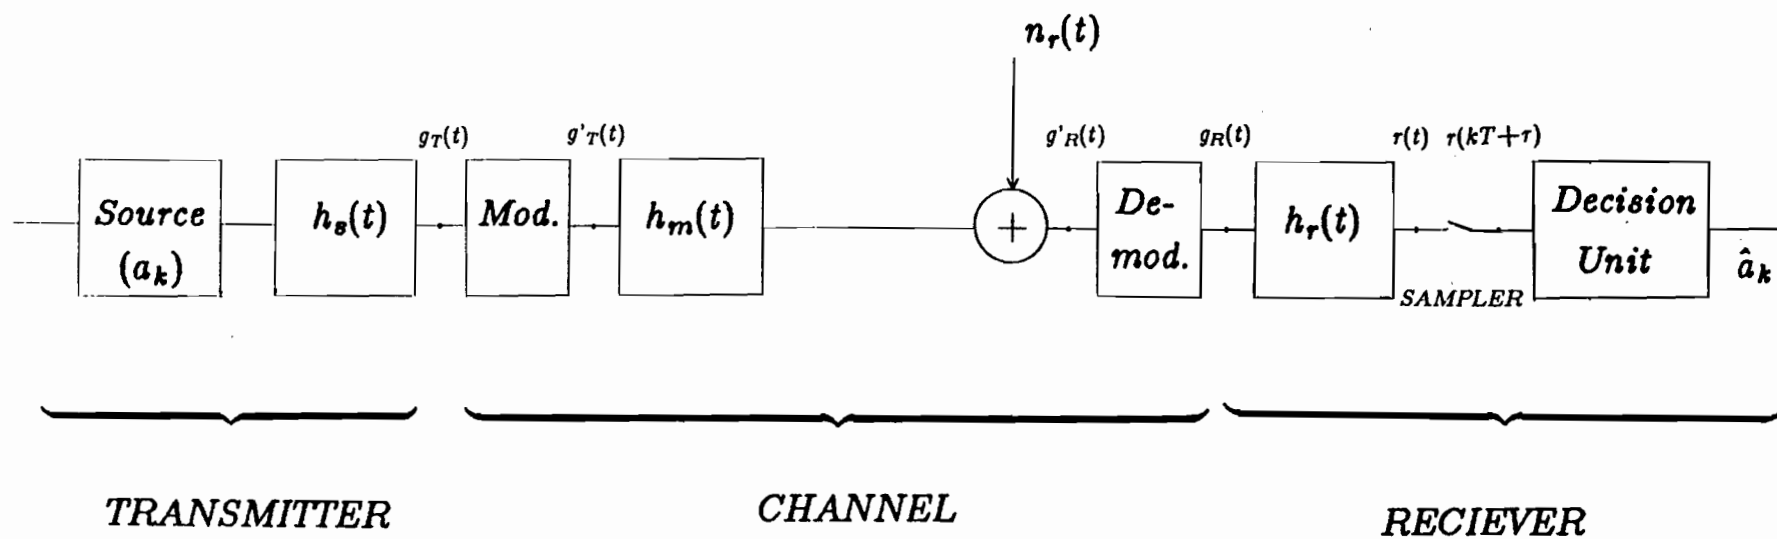 n_r(t)
g_T(t)
g'_T(t)
g'_R(t)
g_R(t)
r(t)
r(kT+τ)
Source
(a_k)
h_s(t)
Mod.
h_m(t)
+
De-
mod.
h_r(t)
Decision
Unit
â_k
SAMPLER
TRANSMITTER
CHANNEL
RECIEVER